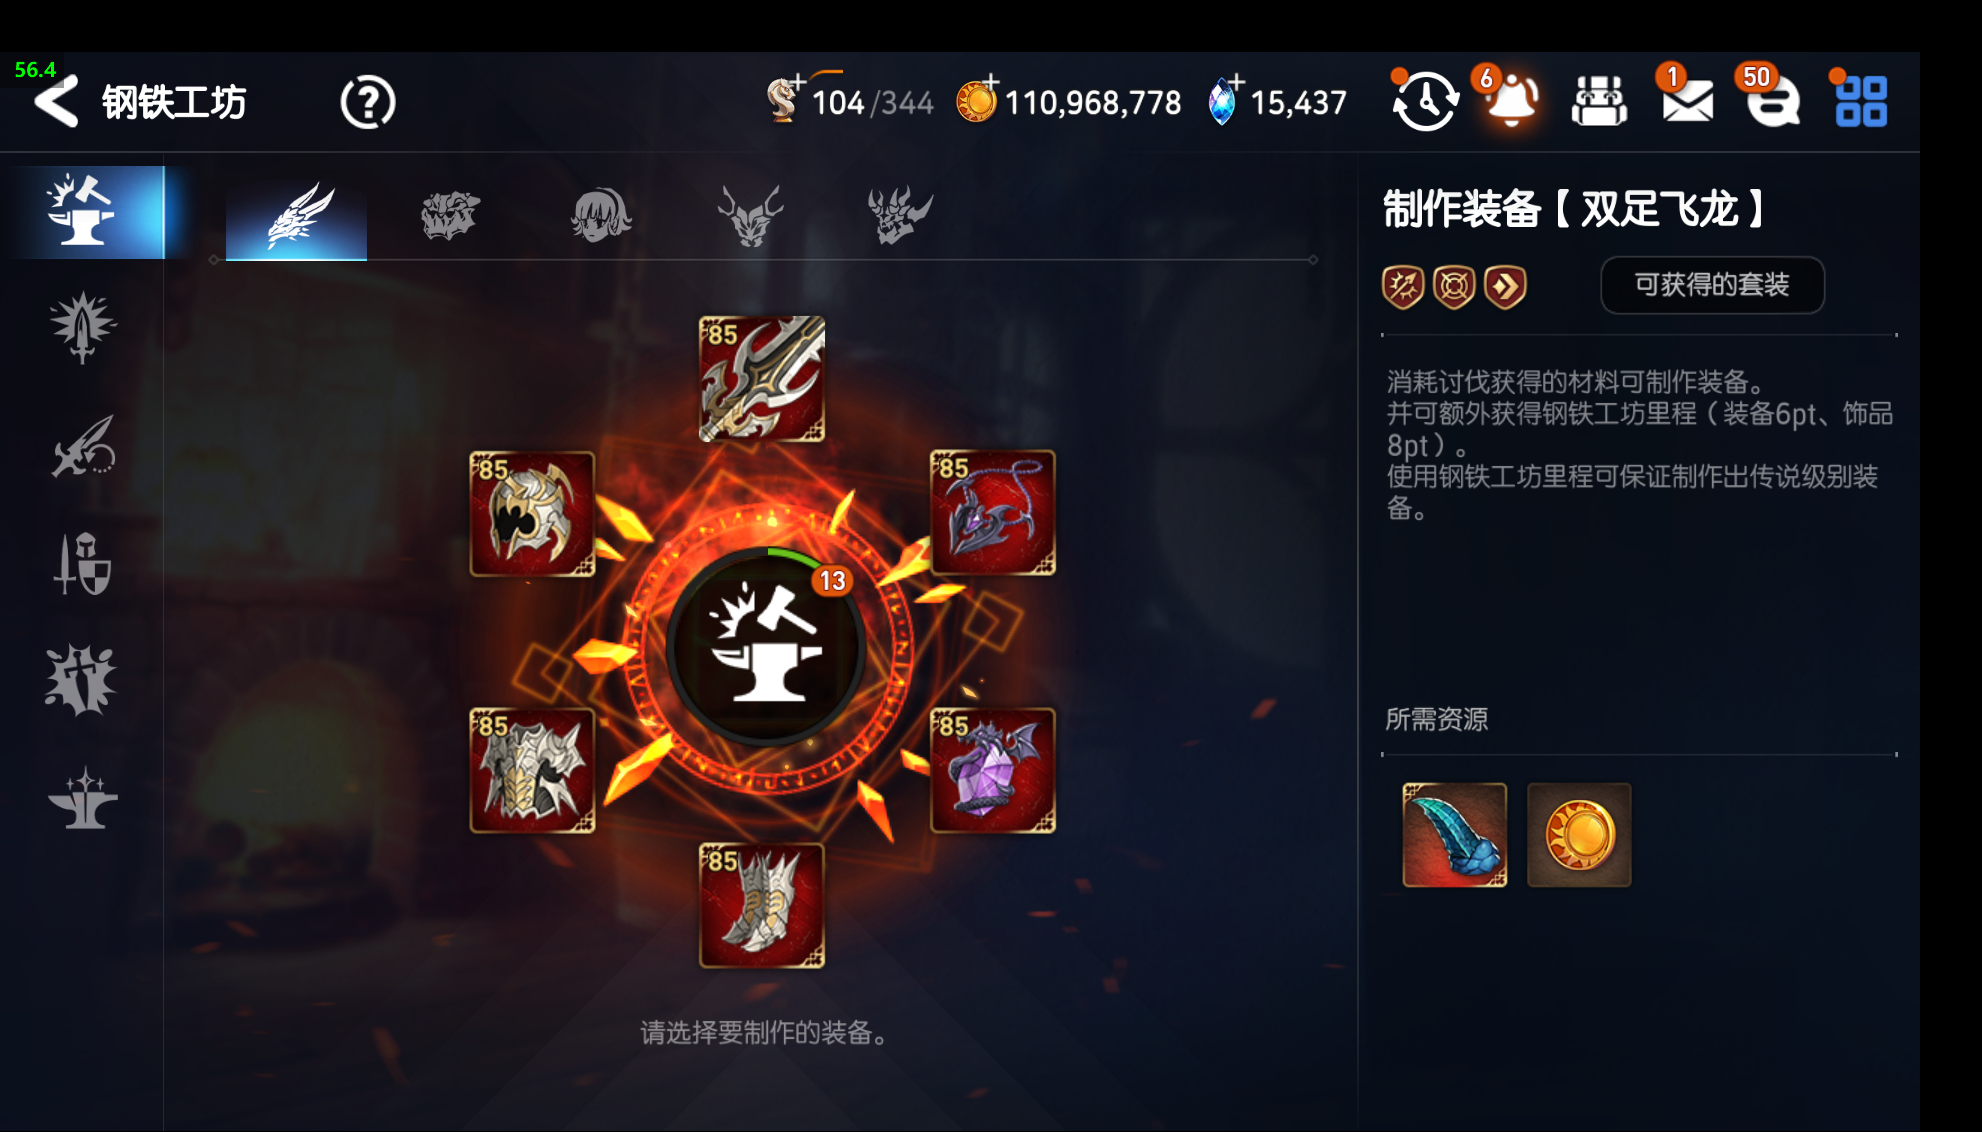 56.4
钢铁工坊
104/344
110,968,778
15,437
6
1
50
制作装备【双足飞龙】
可获得的套装
消耗讨伐获得的材料可制作装备。
并可额外获得钢铁工坊里程（装备6pt、饰品
8pt）。
使用钢铁工坊里程可保证制作出传说级别装
备。
85
85
85
13
85
85
85
所需资源
请选择要制作的装备。